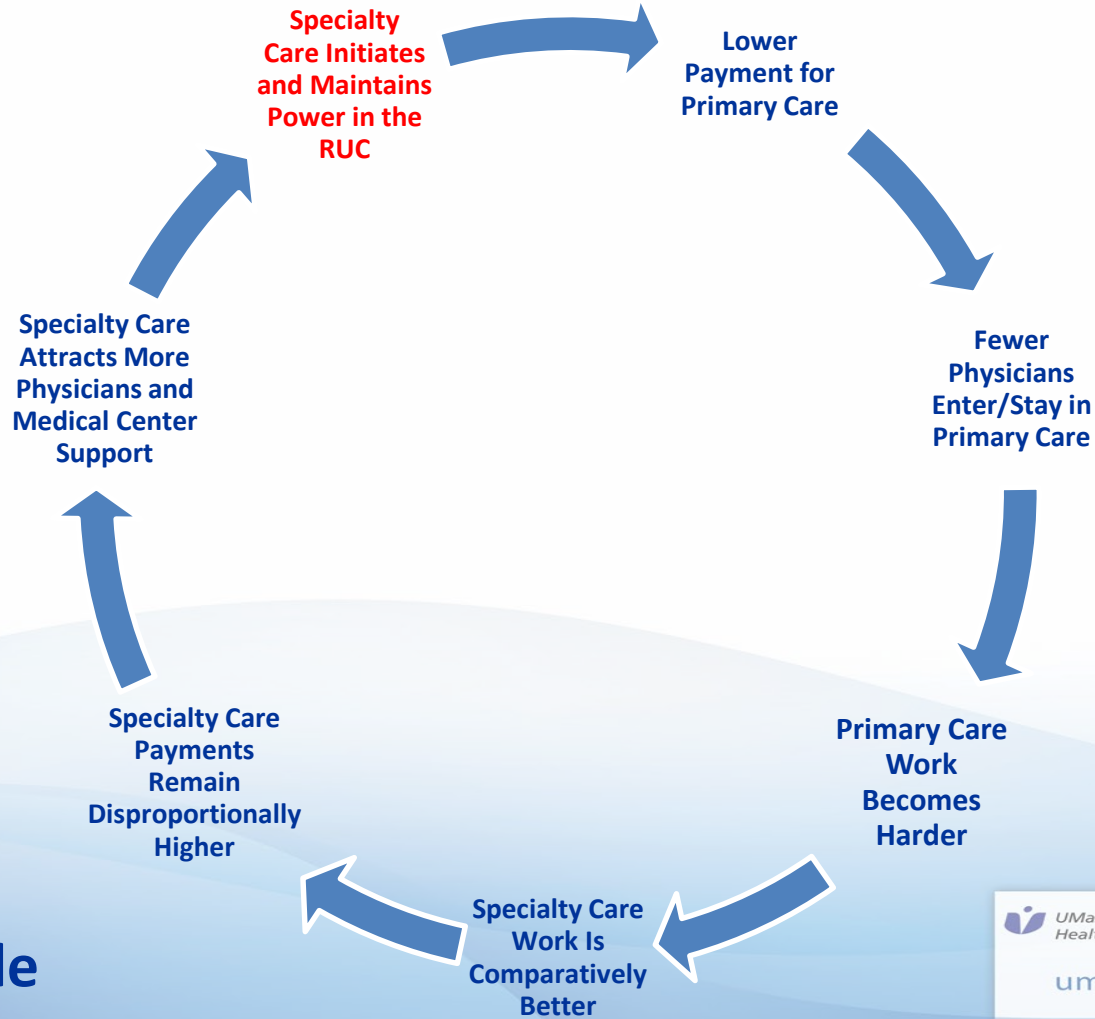 Specialty
Care Initiates
and Maintains
Power in the
RUC
Lower
Payment for
Primary Care
Fewer
Physicians
Enter/Stay in
Primary Care
Primary Care
Work
Becomes
Harder
Specialty Care
Work Is
Comparatively
Better
Specialty Care
Payments
Remain
Disproportionally
Higher
Specialty Care
Attracts More
Physicians and
Medical Center
Support